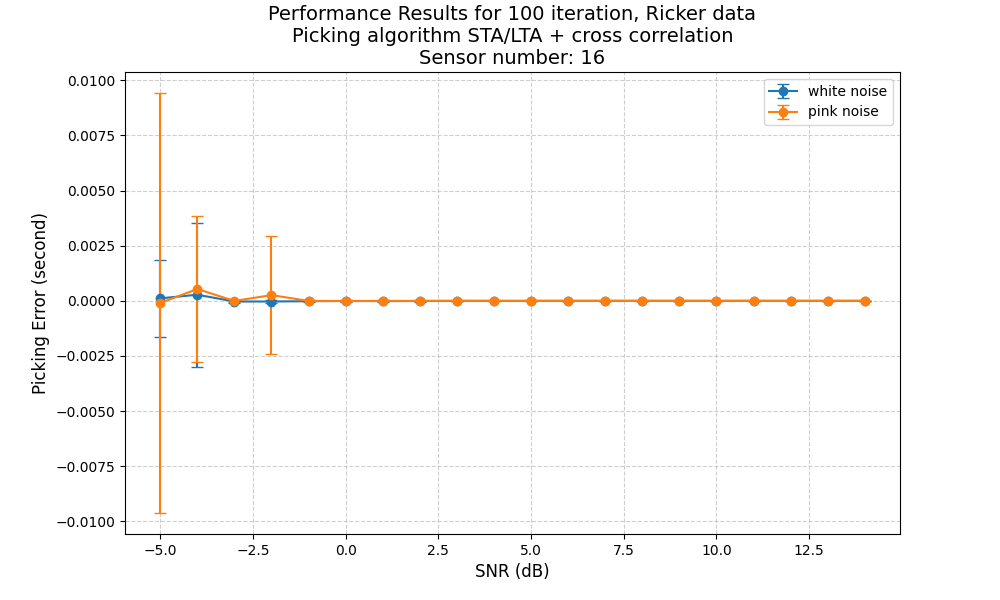 Performance Results for 100 iteration, Ricker data
Picking algorithm STA/LTA + cross correlation
Sensor number: 16
white noise
pink noise
Picking Error (second)
0.0100
0.0075
0.0050
0.0025
0.0000
−0.0025
−0.0050
−0.0075
−0.0100
−5.0
−2.5
0.0
2.5
5.0
7.5
10.0
12.5
SNR (dB)